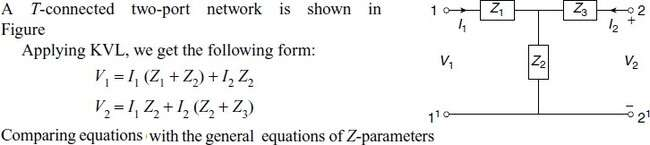 A T-connected two-port network is shown in
Figure
Applying KVL, we get the following form:
V₁ = I₁ (Z₁ + Z₂) + I₂ Z₂
V₂ = I₁ Z₂ + I₂ (Z₂ + Z₃)
Comparing equations with the general equations of Z-parameters
1 Z₁ Z₃ 2
I₁ I₂ +
V₁ Z₂ V₂
1¹ – 2¹